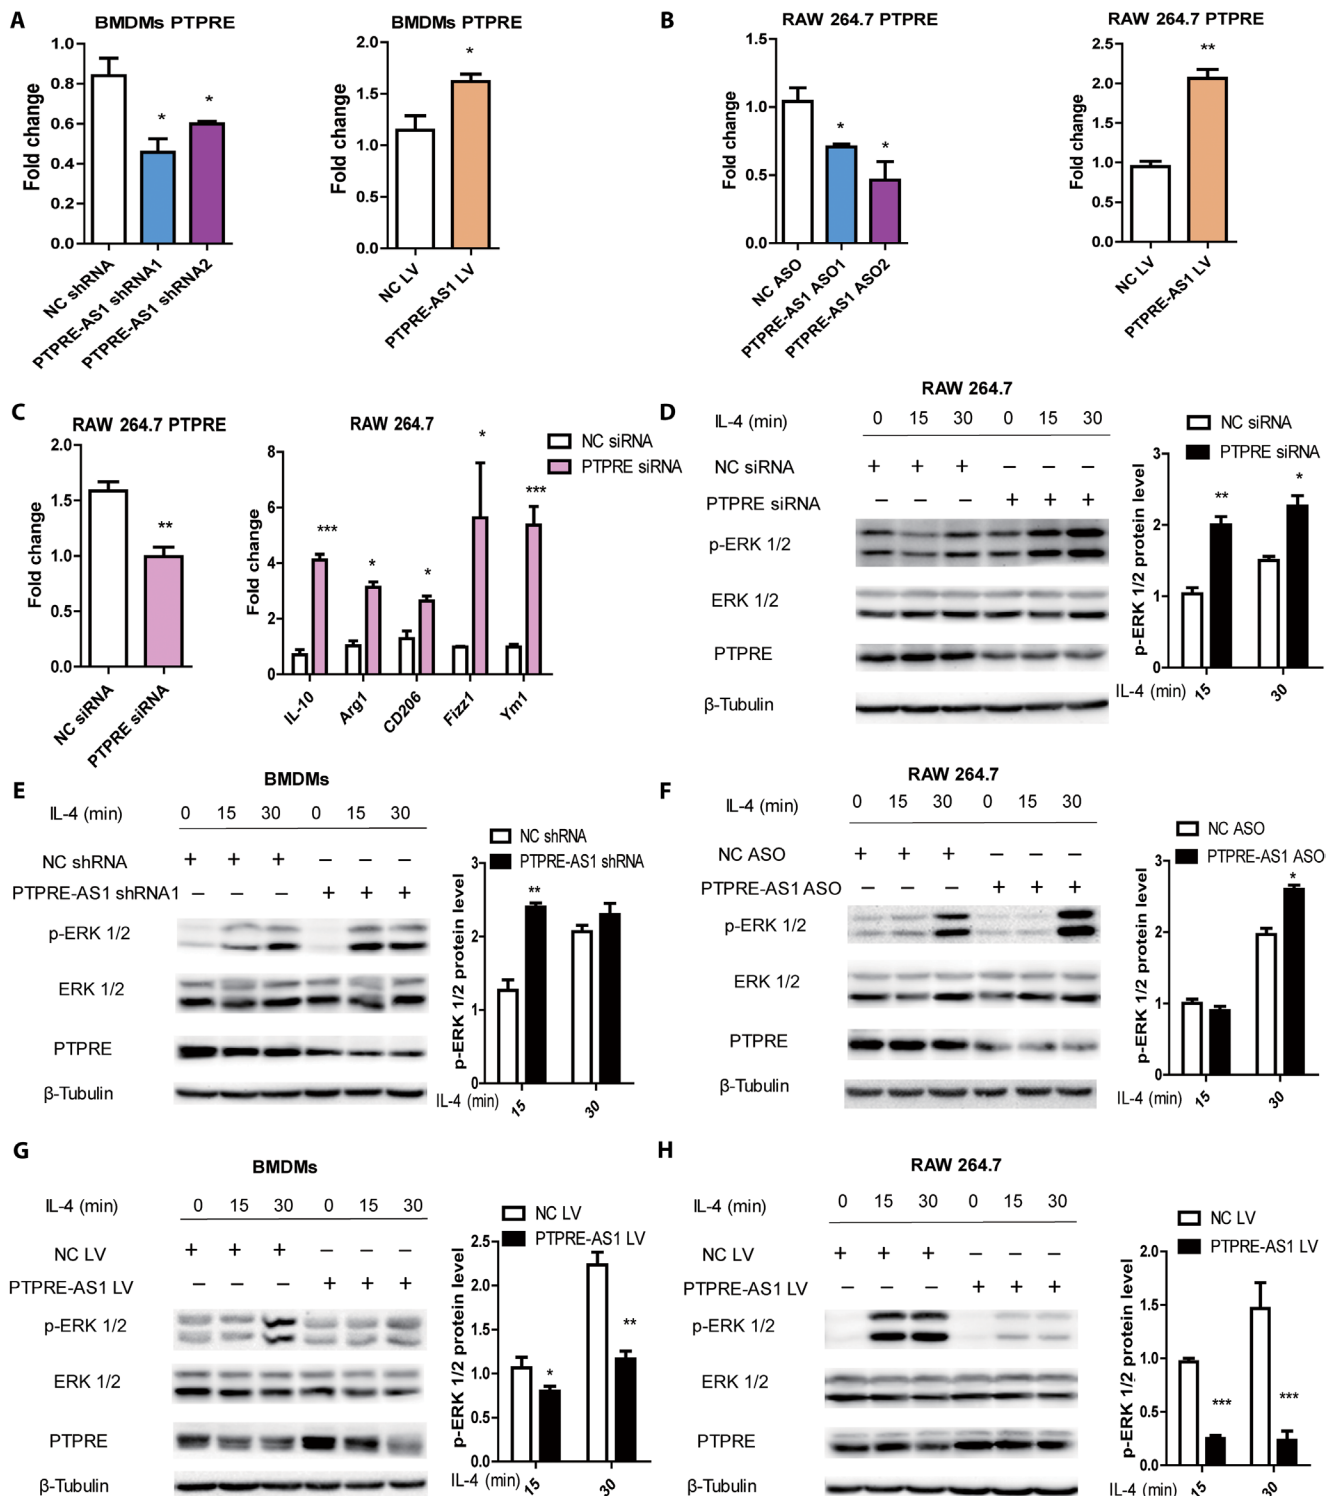 A
BMDMs PTPRE
Fold change
1.0
0.8
0.6
0.4
0.2
0.0
*
*
NC shRNA
PTPRE-AS1 shRNA1
PTPRE-AS1 shRNA2
BMDMs PTPRE
Fold change
2.0
1.5
1.0
0.5
0.0
*
NC LV
PTPRE-AS1 LV
B
RAW 264.7 PTPRE
Fold change
1.5
1.0
0.5
0.0
*
*
NC ASO
PTPRE-AS1 ASO1
PTPRE-AS1 ASO2
RAW 264.7 PTPRE
Fold change
2.5
2.0
1.5
1.0
0.5
0.0
**
NC LV
PTPRE-AS1 LV
C
RAW 264.7 PTPRE
Fold change
2.0
1.5
1.0
0.5
0.0
**
NC siRNA
PTPRE siRNA
RAW 264.7
NC siRNA
PTPRE siRNA
Fold change
8
6
4
2
0
*** * * * ***
IL-10 Arg1 CD206 Fizz1 Ym1
D
RAW 264.7
IL-4 (min) 0 15 30 0 15 30
NC siRNA + + + − − −
PTPRE siRNA − − − + + +
p-ERK 1/2
ERK 1/2
PTPRE
β-Tubulin
NC siRNA
PTPRE siRNA
p-ERK 1/2 protein level
3
2
1
0
** *
IL-4 (min) 15 30
E
BMDMs
IL-4 (min) 0 15 30 0 15 30
NC shRNA + + + − − −
PTPRE-AS1 shRNA1 − − − + + +
p-ERK 1/2
ERK 1/2
PTPRE
β-Tubulin
NC shRNA
PTPRE-AS1 shRNA
p-ERK 1/2 protein level
3
2
1
0
**
IL-4 (min) 15 30
F
RAW 264.7
IL-4 (min) 0 15 30 0 15 30
NC ASO + + + − − −
PTPRE-AS1 ASO − − − + + +
p-ERK 1/2
ERK 1/2
PTPRE
β-Tubulin
NC ASO
PTPRE-AS1 ASO
p-ERK 1/2 protein level
3
2
1
0
*
IL-4 (min) 15 30
G
BMDMs
IL-4 (min) 0 15 30 0 15 30
NC LV + + + − − −
PTPRE-AS1 LV − − − + + +
p-ERK 1/2
ERK 1/2
PTPRE
β-Tubulin
NC LV
PTPRE-AS1 LV
p-ERK 1/2 protein level
2.5
2.0
1.5
1.0
0.5
0.0
* **
IL-4 (min) 15 30
H
RAW 264.7
IL-4 (min) 0 15 30 0 15 30
NC LV + + + − − −
PTPRE-AS1 LV − − − + + +
p-ERK 1/2
ERK 1/2
PTPRE
β-Tubulin
NC LV
PTPRE-AS1 LV
p-ERK 1/2 protein level
2.0
1.5
1.0
0.5
0.0
*** ***
IL-4 (min) 15 30